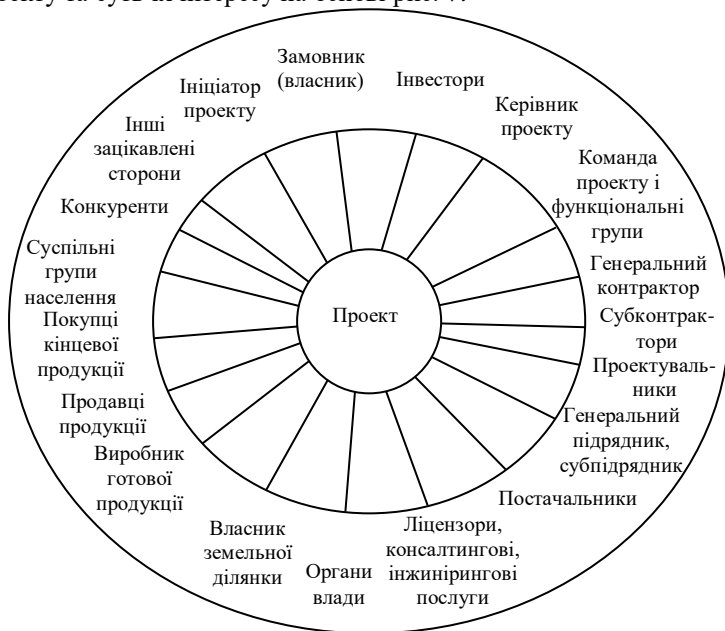 Замовник
(власник)
Інвестори
Керівник
проекту
Команда
проекту і
функціональні
групи
Генеральний
контрактор
Субконтрак-
тори
Проектуваль-
ники
Генеральний
підрядник,
субпідрядник
Постачальники
Ліцензори,
консалтингові,
інжинірингові
послуги
Органи
влади
Власник
земельної
ділянки
Виробник
готової
продукції
Продавці
продукції
Покупці
кінцевої
продукції
Суспільні
групи
населення
Конкуренти
Інші
зацікавлені
сторони
Ініціатор
проекту
Проект